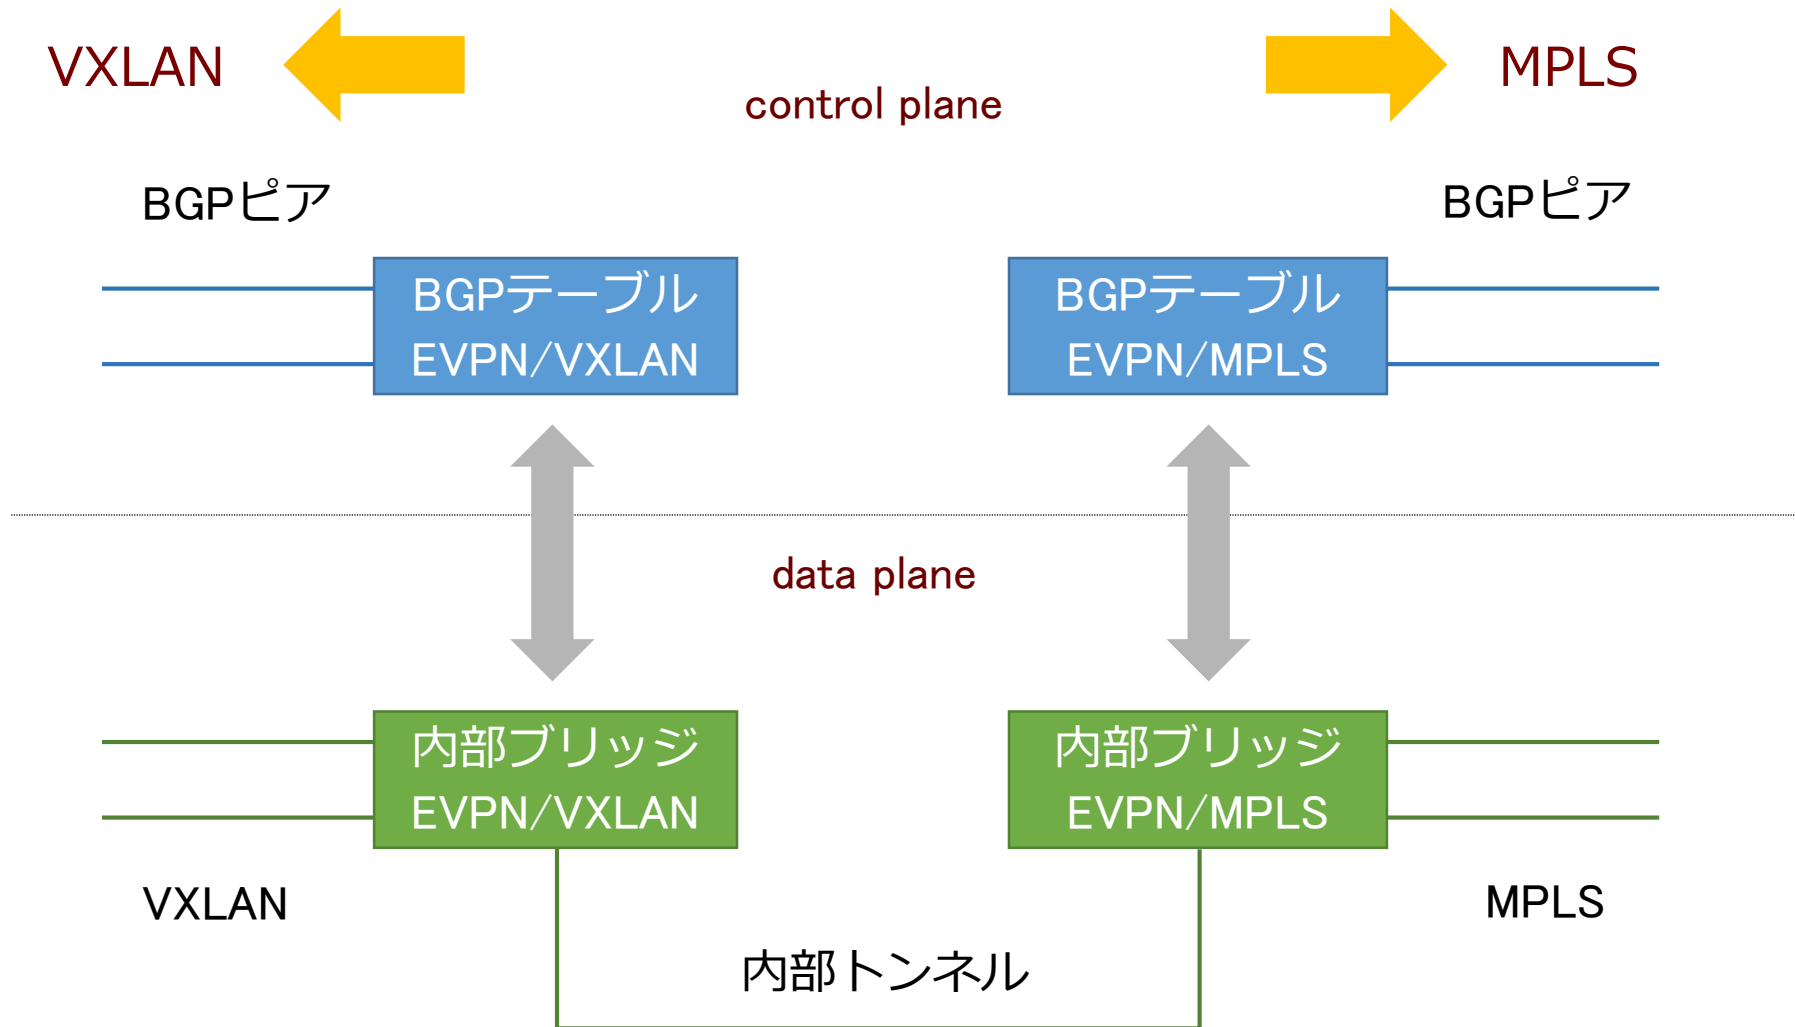 VXLAN
MPLS
control plane
BGPピア
BGPピア
BGPテーブル
EVPN/VXLAN
BGPテーブル
EVPN/MPLS
data plane
内部ブリッジ
EVPN/VXLAN
内部ブリッジ
EVPN/MPLS
VXLAN
MPLS
内部トンネル